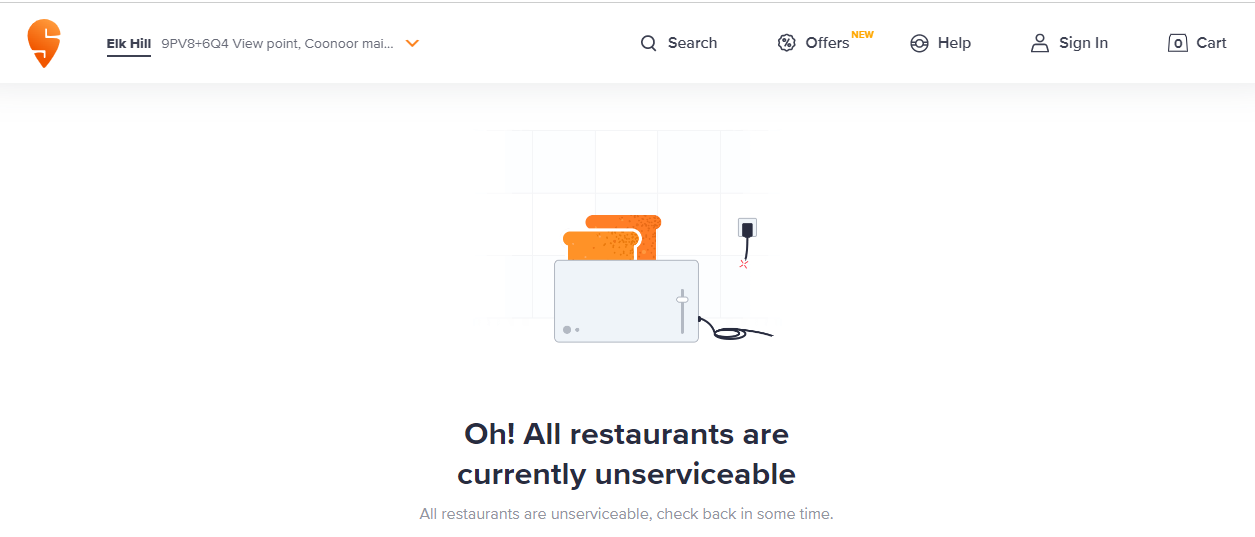 Elk Hill 9PV8+6Q4 View point, Coonoor mai... Search Offers NEW Help Sign In 0 Cart
Oh! All restaurants are
currently unserviceable
All restaurants are unserviceable, check back in some time.